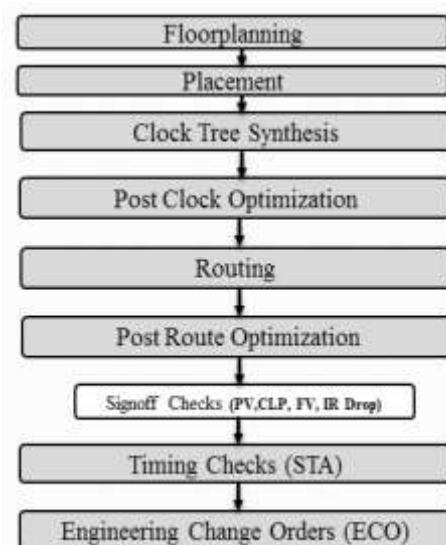 Floorplanning
Placement
Clock Tree Synthesis
Post Clock Optimization
Routing
Post Route Optimization
Signoff Checks (PV,CLP, FV, IR Drop)
Timing Checks (STA)
Engineering Change Orders (ECO)